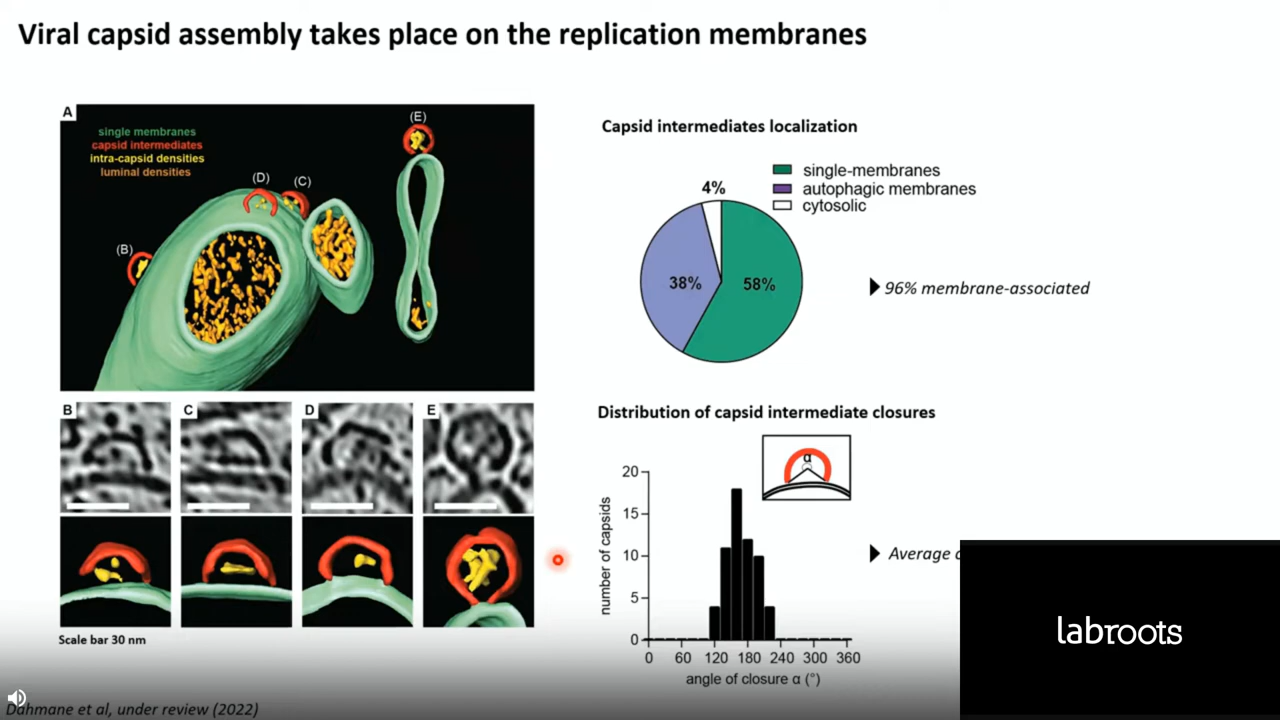 Viral capsid assembly takes place on the replication membranes
A
single membranes
capsid intermediates
intra-capsid densities
luminal densities
(B)
(D)
(C)
(E)
B
C
D
E
Scale bar 30 nm
Capsid intermediates localization
single-membranes
autophagic membranes
cytosolic
4%
38%
58%
96% membrane-associated
Distribution of capsid intermediate closures
α
number of capsids
20
15
10
5
0
0 60 120 180 240 300 360
angle of closure α (°)
Average
labroots
Dahmane et al, under review (2022)